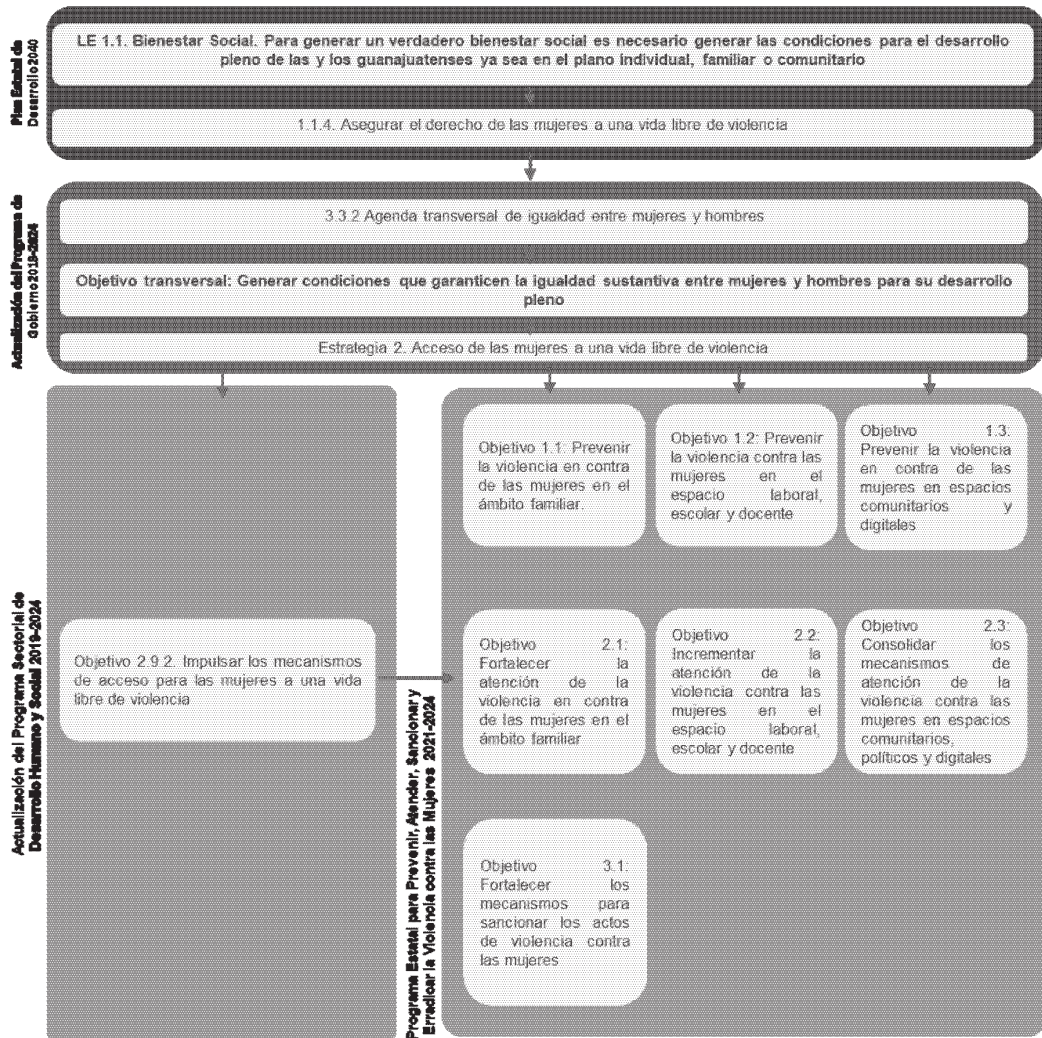 Plan Estatal de
Desarrollo 2040
LE 1.1. Bienestar Social. Para generar un verdadero bienestar social es necesario generar las condiciones para el desarrollo
pleno de las y los guanajuatenses ya sea en el plano individual, familiar o comunitario
1.1.4. Asegurar el derecho de las mujeres a una vida libre de violencia
Actualización del Programa de
Gobierno 2018-2024
3.3.2 Agenda transversal de igualdad entre mujeres y hombres
Objetivo transversal: Generar condiciones que garanticen la igualdad sustantiva entre mujeres y hombres para su desarrollo
pleno
Estrategia 2. Acceso de las mujeres a una vida libre de violencia
Actualización del Programa Sectorial de
Desarrollo Humano y Social 2019-2024
Objetivo 2.9.2. Impulsar los mecanismos
de acceso para las mujeres a una vida
libre de violencia
Programa Estatal para Prevenir, Atender, Sancionar y
Erradicar la Violencia contra las Mujeres 2021-2024
Objetivo 1.1: Prevenir
la violencia en contra
de las mujeres en el
ámbito familiar.
Objetivo 1.2: Prevenir
la violencia contra las
mujeres en el
espacio laboral,
escolar y docente
Objetivo 1.3:
Prevenir la violencia
en contra de las
mujeres en espacios
comunitarios y
digitales
Objetivo 2.1:
Fortalecer la
atención de la
violencia en contra
de las mujeres en el
ámbito familiar
Objetivo 2.2:
Incrementar la
atención de la
violencia contra las
mujeres en el
espacio laboral,
escolar y docente
Objetivo 2.3:
Consolidar los
mecanismos de
atención de la
violencia contra las
mujeres en espacios
comunitarios,
políticos y digitales
Objetivo 3.1:
Fortalecer los
mecanismos para
sancionar los actos
de violencia contra
las mujeres